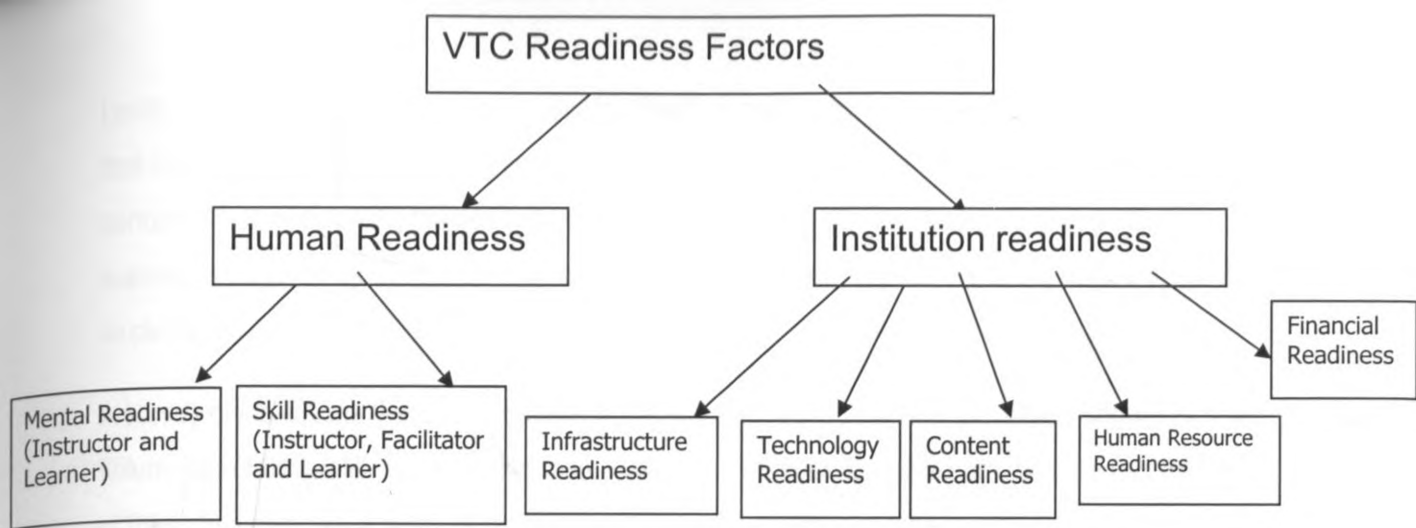 VTC Readiness Factors
Human Readiness
Institution readiness
Financial
Readiness
Mental Readiness
(Instructor and
Learner)
Skill Readiness
(Instructor, Facilitator
and Learner)
Infrastructure
Readiness
Technology
Readiness
Content
Readiness
Human Resource
Readiness